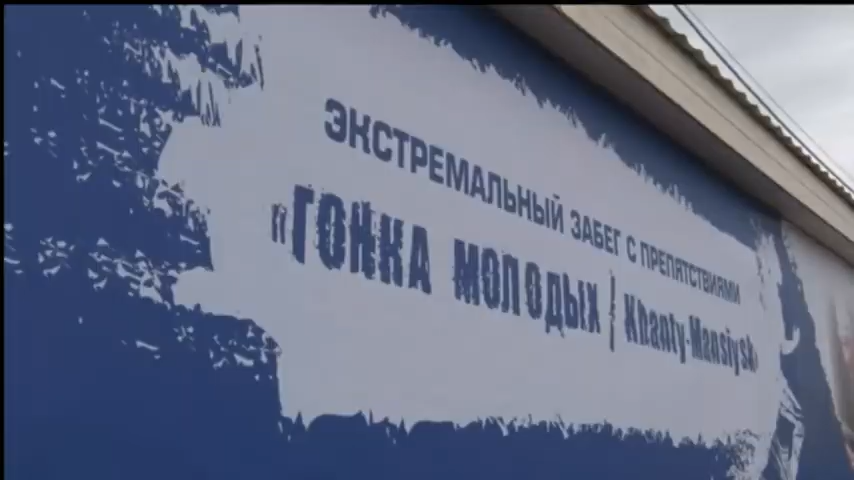 ЭКСТРЕМАЛЬНЫЙ ЗАБЕГ С ПРЕПЯТСТВИЯМИ
«ГОНКА МОЛОДЫХ / Khanty-Mansiysk»